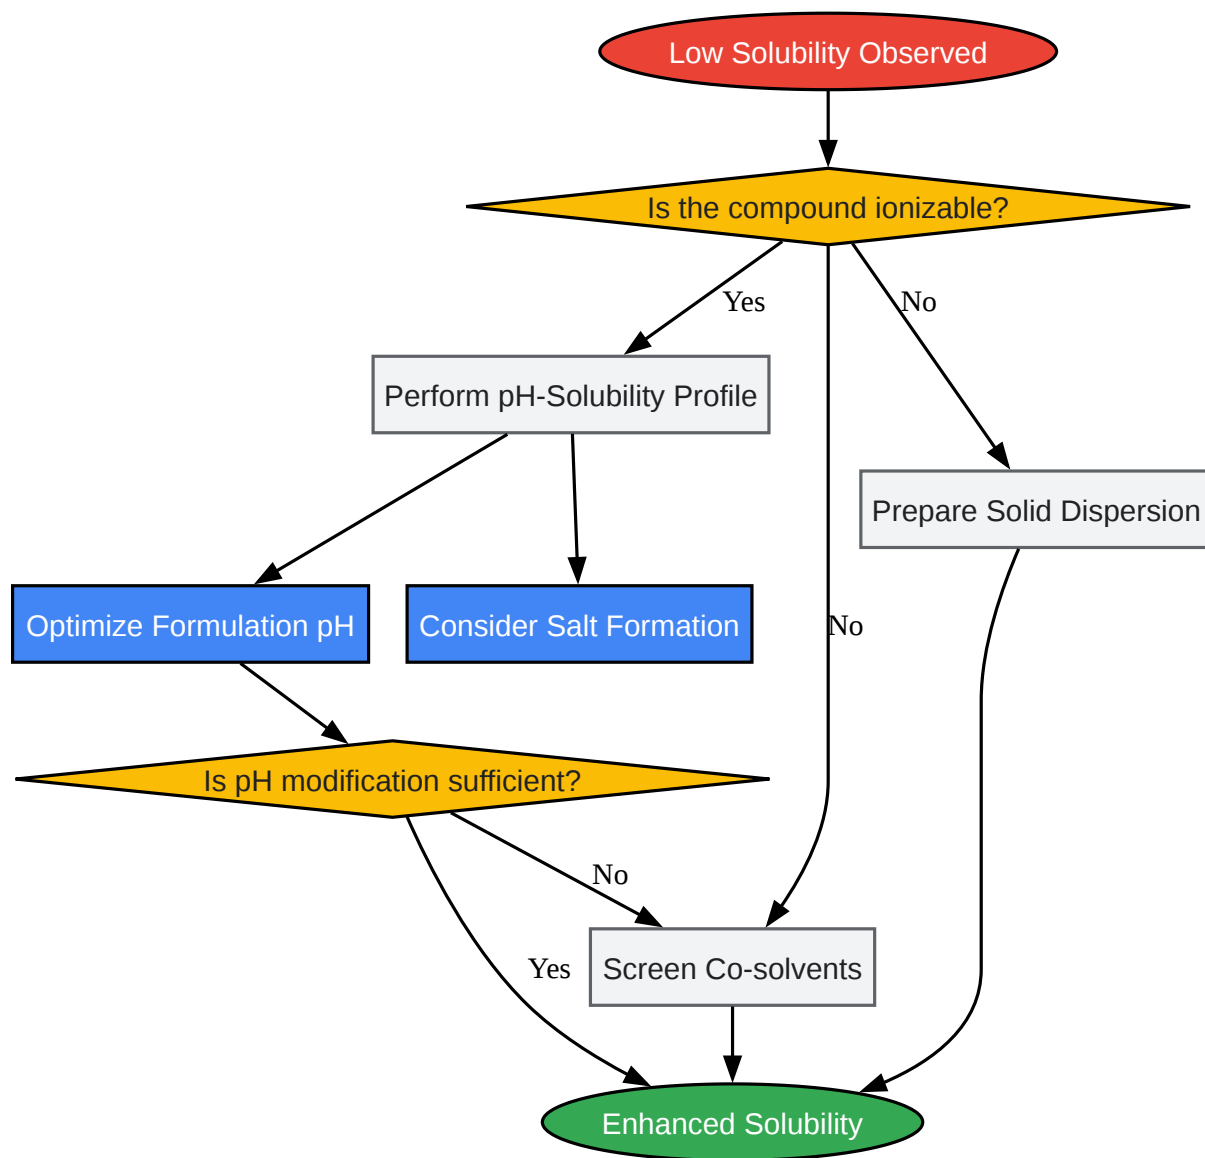 Low Solubility Observed
Is the compound ionizable?
Yes
No
Perform pH-Solubility Profile
Prepare Solid Dispersion
Optimize Formulation pH
Consider Salt Formation
No
Is pH modification sufficient?
No
Yes
Screen Co-solvents
Enhanced Solubility